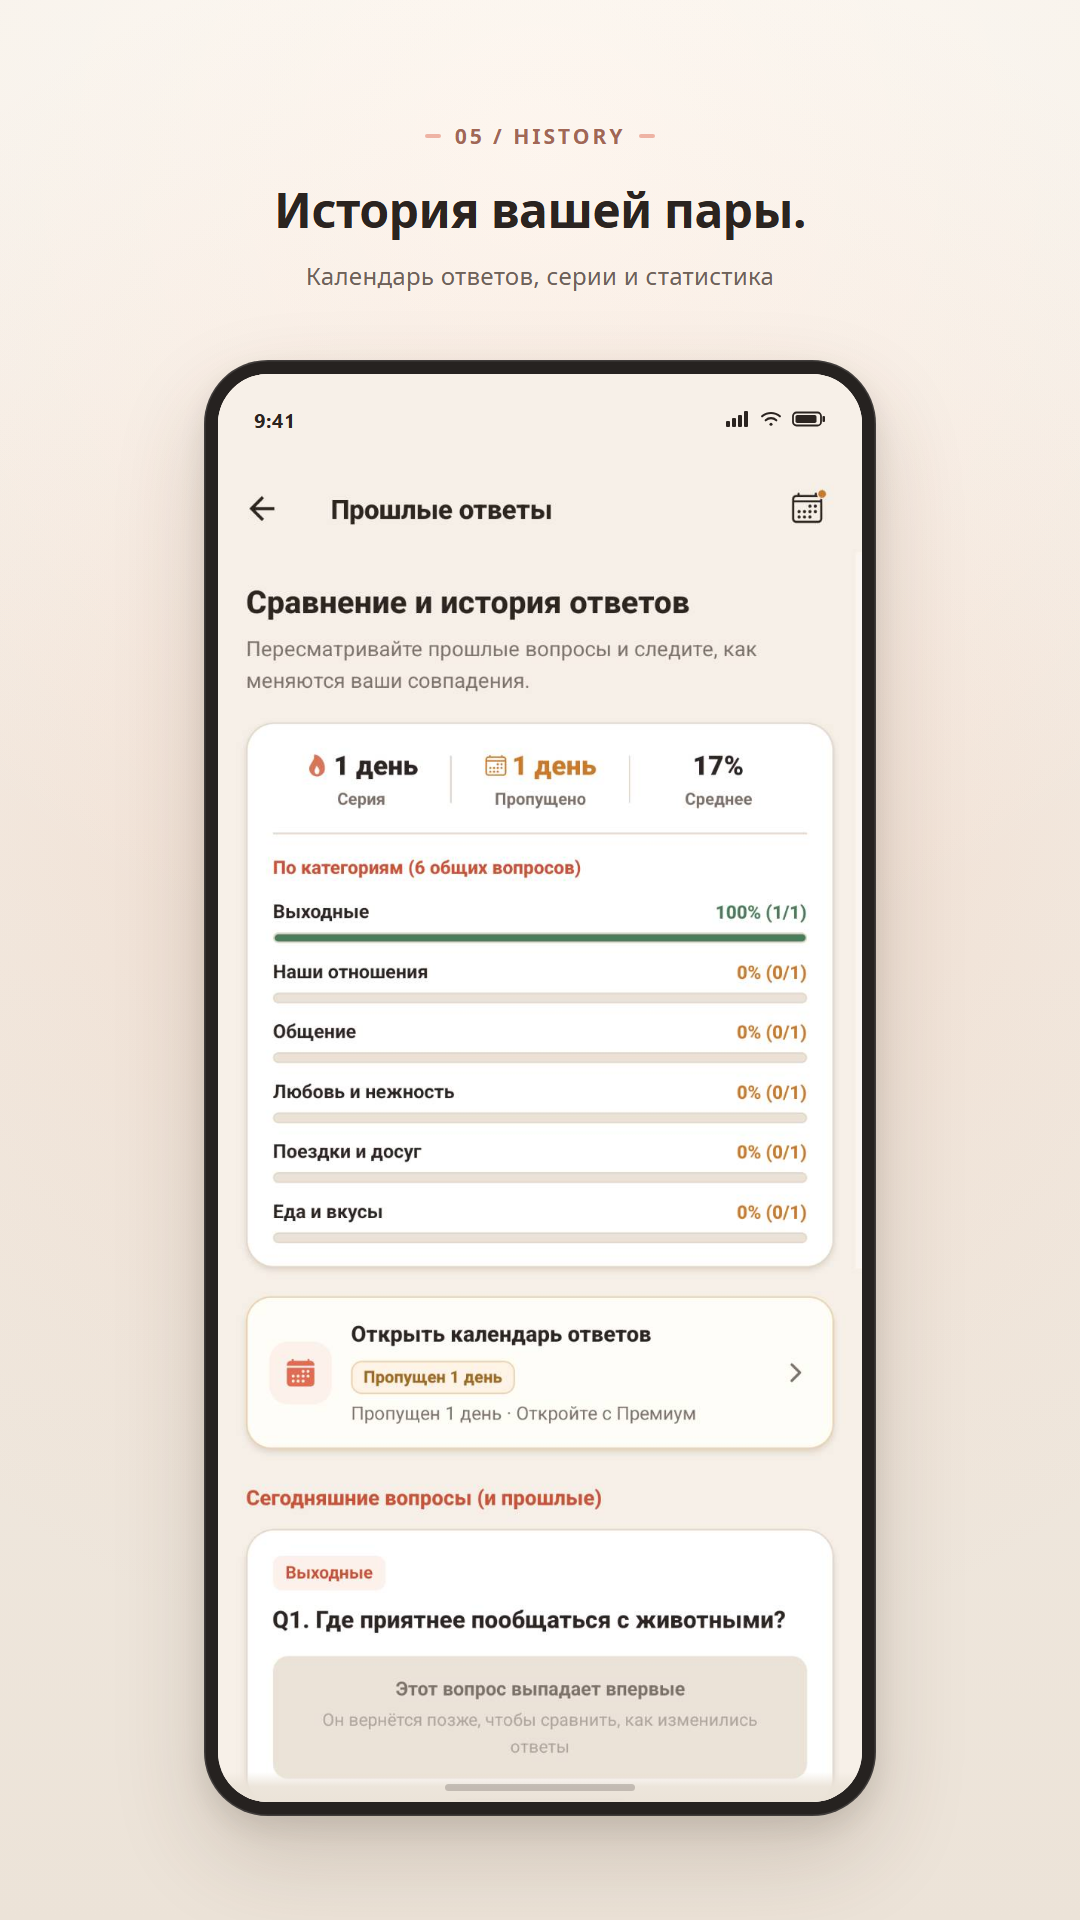 05 / HISTORY
История вашей пары.
Календарь ответов, серии и статистика
9:41
Прошлые ответы
Сравнение и история ответов
Пересматривайте прошлые вопросы и следите, как
меняются ваши совпадения.
1 день
Серия
1 день
Пропущено
17%
Среднее
По категориям (6 общих вопросов)
Выходные 100% (1/1)
Наши отношения 0% (0/1)
Общение 0% (0/1)
Любовь и нежность 0% (0/1)
Поездки и досуг 0% (0/1)
Еда и вкусы 0% (0/1)
Открыть календарь ответов
Пропущен 1 день
Пропущен 1 день · Откройте с Премиум
Сегодняшние вопросы (и прошлые)
Выходные
Q1. Где приятнее пообщаться с животными?
Этот вопрос выпадает впервые
Он вернётся позже, чтобы сравнить, как изменились
ответы